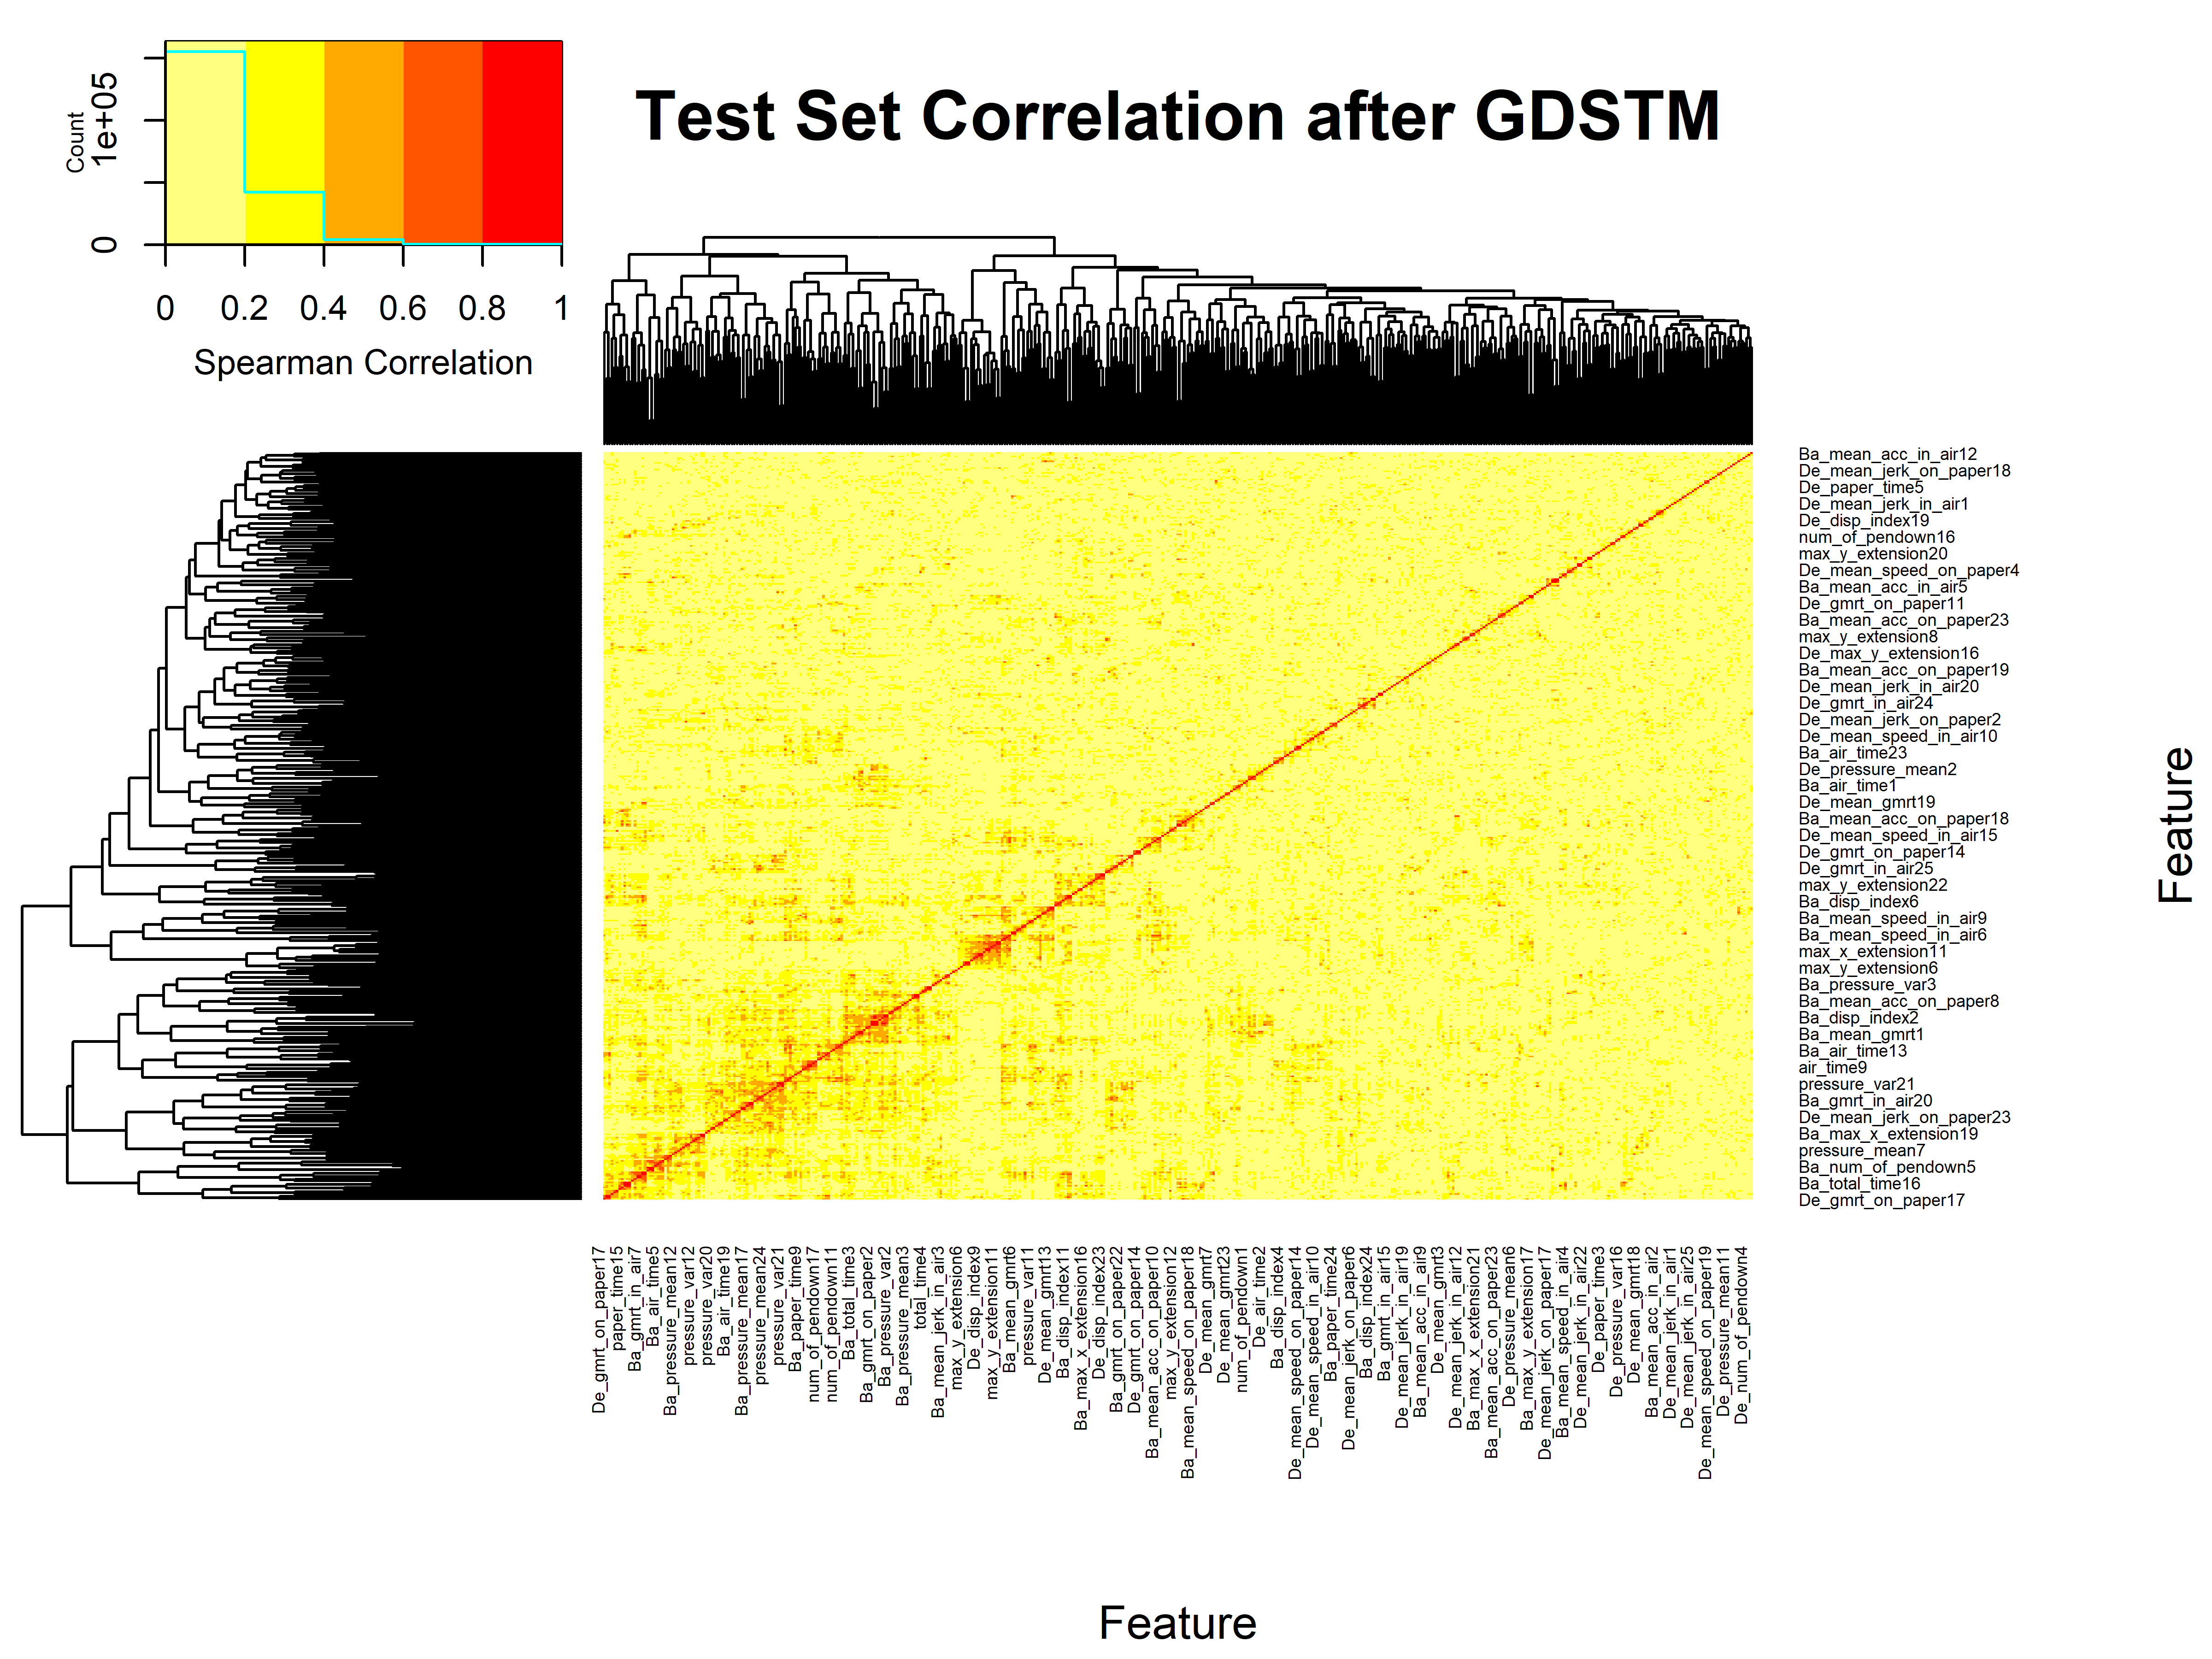 Test Set Correlation after GDSTM
Count
0
1e+05
0 0.2 0.4 0.6 0.8 1
Spearman Correlation
Ba_mean_acc_in_air12
De_mean_jerk_on_paper18
De_paper_time5
De_mean_jerk_in_air1
De_disp_index19
num_of_pendown16
max_y_extension20
De_mean_speed_on_paper4
Ba_mean_acc_in_air5
De_gmrt_on_paper11
Ba_mean_acc_on_paper23
max_y_extension8
De_max_y_extension16
Ba_mean_acc_on_paper19
De_mean_jerk_in_air20
De_gmrt_in_air24
De_mean_jerk_on_paper2
De_mean_speed_in_air10
Ba_air_time23
De_pressure_mean2
Ba_air_time1
De_mean_gmrt19
Ba_mean_acc_on_paper18
De_mean_speed_in_air15
De_gmrt_on_paper14
De_gmrt_in_air25
max_y_extension22
Ba_disp_index6
Ba_mean_speed_in_air9
Ba_mean_speed_in_air6
max_x_extension11
max_y_extension6
Ba_pressure_var3
Ba_mean_acc_on_paper8
Ba_disp_index2
Ba_mean_gmrt1
Ba_air_time13
air_time9
pressure_var21
Ba_gmrt_in_air20
De_mean_jerk_on_paper23
Ba_max_x_extension19
pressure_mean7
Ba_num_of_pendown5
Ba_total_time16
De_gmrt_on_paper17
Feature
De_gmrt_on_paper17
paper_time15
Ba_gmrt_in_air7
Ba_air_time5
Ba_pressure_mean12
pressure_var12
pressure_var20
Ba_air_time19
Ba_pressure_mean17
pressure_mean24
pressure_var21
Ba_paper_time9
num_of_pendown17
num_of_pendown11
Ba_total_time3
Ba_gmrt_on_paper2
Ba_pressure_var2
Ba_pressure_mean3
total_time4
Ba_mean_jerk_in_air3
max_y_extension6
De_disp_index9
max_x_extension11
Ba_mean_gmrt6
pressure_var11
De_mean_gmrt13
Ba_disp_index11
Ba_max_x_extension16
De_disp_index23
Ba_gmrt_on_paper22
De_gmrt_on_paper14
Ba_mean_acc_on_paper10
max_y_extension12
Ba_mean_speed_on_paper18
De_mean_gmrt7
De_mean_gmrt23
num_of_pendown1
De_air_time2
Ba_disp_index4
De_mean_speed_on_paper14
De_mean_speed_in_air10
Ba_paper_time24
De_mean_jerk_on_paper6
Ba_disp_index24
Ba_gmrt_in_air15
De_mean_jerk_in_air19
Ba_mean_acc_in_air9
De_mean_gmrt3
De_mean_jerk_in_air12
Ba_max_x_extension21
Ba_mean_acc_on_paper23
De_pressure_mean6
Ba_max_y_extension17
De_mean_jerk_on_paper17
Ba_mean_speed_in_air4
De_mean_jerk_in_air22
De_paper_time3
De_pressure_var16
De_mean_gmrt18
Ba_mean_acc_in_air2
De_mean_jerk_in_air1
De_mean_jerk_in_air25
De_mean_speed_on_paper19
De_pressure_mean11
De_num_of_pendown4
Feature